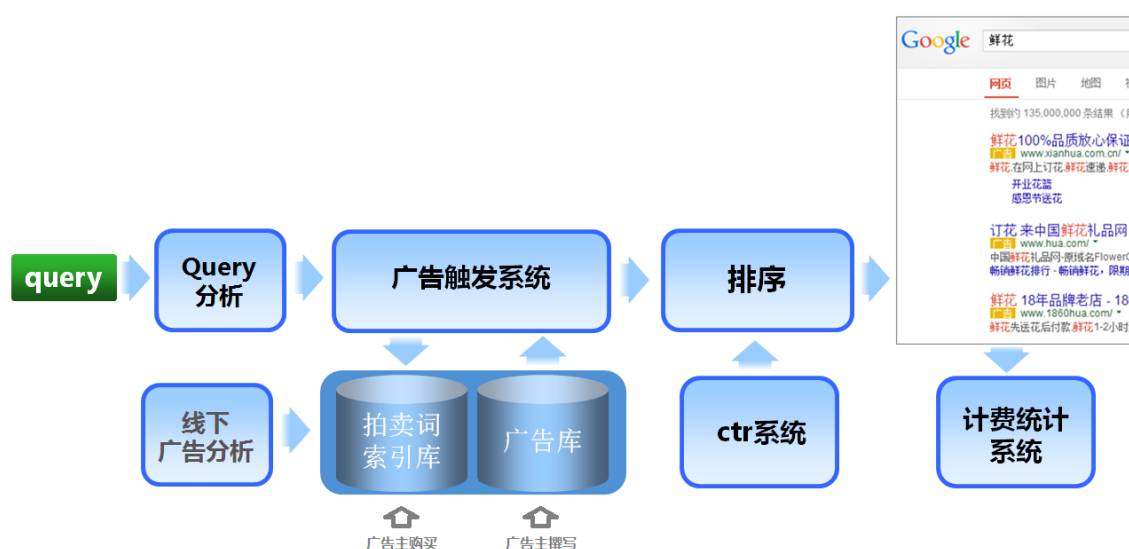 Google 鲜花
网页 图片 地图
找到约 135,000,000 条结果
鲜花100%品质放心保证
广告 www.xianhua.com.cn/
鲜花,在网上订花,鲜花速递,鲜花
开业花篮
感恩节送花
订花 来中国鲜花礼品网
广告 www.hua.com/
中国鲜花礼品网-原域名Flower
畅销鲜花排行 - 畅销鲜花，限期
鲜花 18年品牌老店 - 18
广告 www.1860hua.com/
鲜花先送花后付款,鲜花1-2小时
query
Query
分析
广告触发系统
排序
线下
广告分析
拍卖词
索引库
广告库
ctr系统
计费统计
系统
广告主购买
广告主撰写